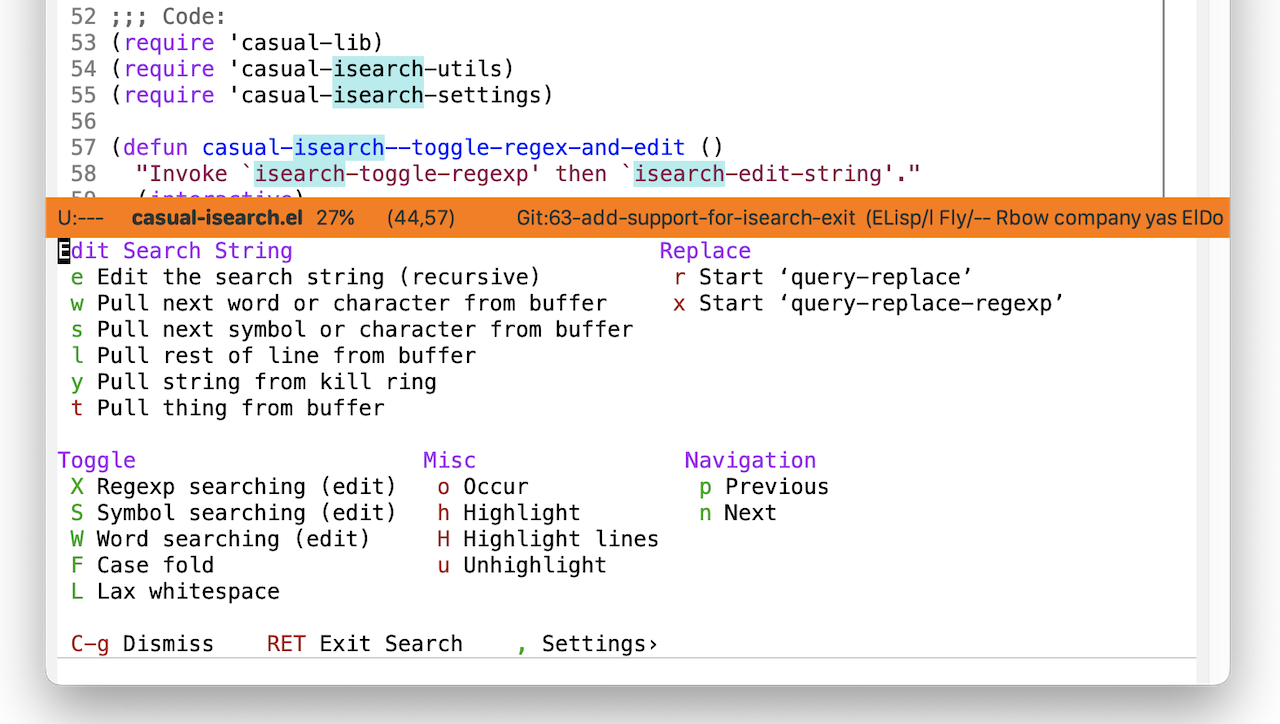 52 ;;; Code:
53 (require 'casual-lib)
54 (require 'casual-isearch-utils)
55 (require 'casual-isearch-settings)
56
57 (defun casual-isearch--toggle-regex-and-edit ()
58   "Invoke `isearch-toggle-regexp' then `isearch-edit-string'."
59   (interactive)
U:---  casual-isearch.el  27%  (44,57)  Git:63-add-support-for-isearch-exit  (ELisp/l Fly/-- Rbow company yas ElDo
Edit Search String  Replace
e Edit the search string (recursive)  r Start ‘query-replace’
w Pull next word or character from buffer  x Start ‘query-replace-regexp’
s Pull next symbol or character from buffer
l Pull rest of line from buffer
y Pull string from kill ring
t Pull thing from buffer
Toggle  Misc  Navigation
X Regexp searching (edit)  o Occur  p Previous
S Symbol searching (edit)  h Highlight  n Next
W Word searching (edit)  H Highlight lines
F Case fold  u Unhighlight
L Lax whitespace
C-g Dismiss  RET Exit Search  , Settings›